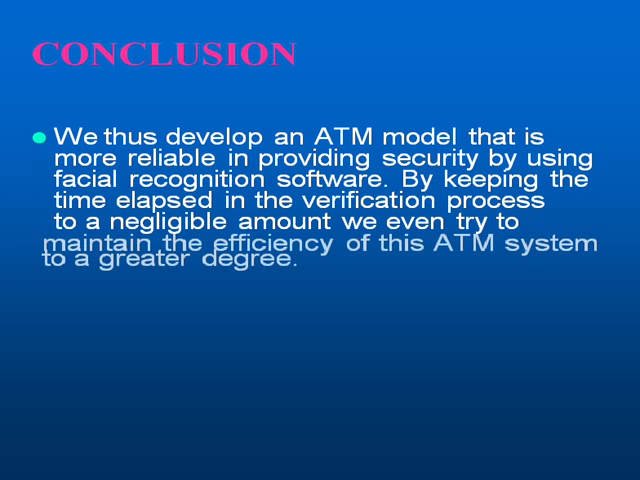 CONCLUSION
We thus develop an ATM model that is
more reliable in providing security by using
facial recognition software. By keeping the
time elapsed in the verification process
to a negligible amount we even try to
maintain the efficiency of this ATM system
to a greater degree.